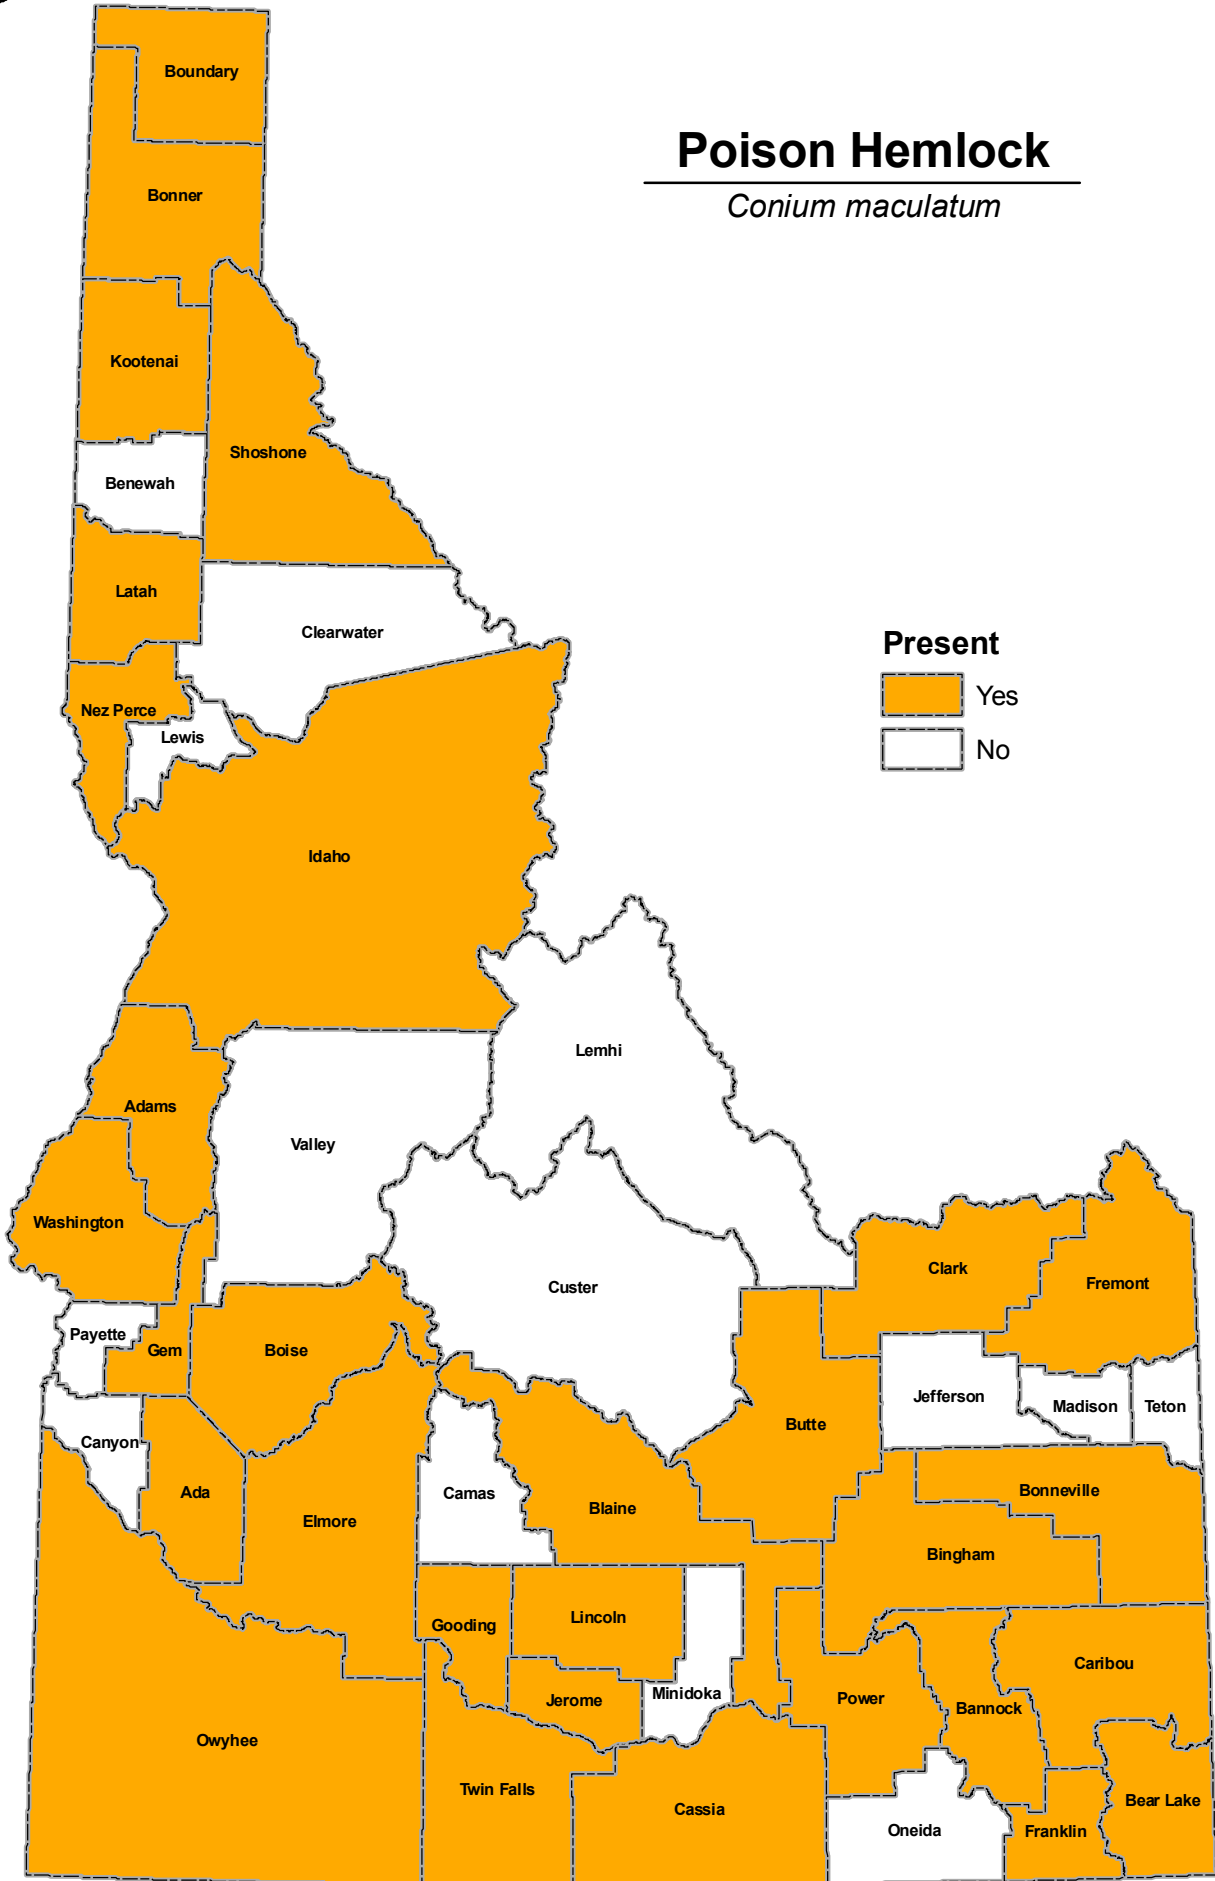 Boundary
Poison Hemlock
Conium maculatum
Bonner
Kootenai
Shoshone
Benewah
Latah
Clearwater
Present
Yes
No
Nez Perce
Lewis
Idaho
Lemhi
Adams
Valley
Washington
Clark
Fremont
Custer
Payette
Gem
Boise
Jefferson
Madison
Teton
Butte
Canyon
Ada
Camas
Blaine
Bonneville
Elmore
Bingham
Gooding
Lincoln
Caribou
Minidoka
Jerome
Power
Bannock
Owyhee
Twin Falls
Cassia
Bear Lake
Oneida
Franklin